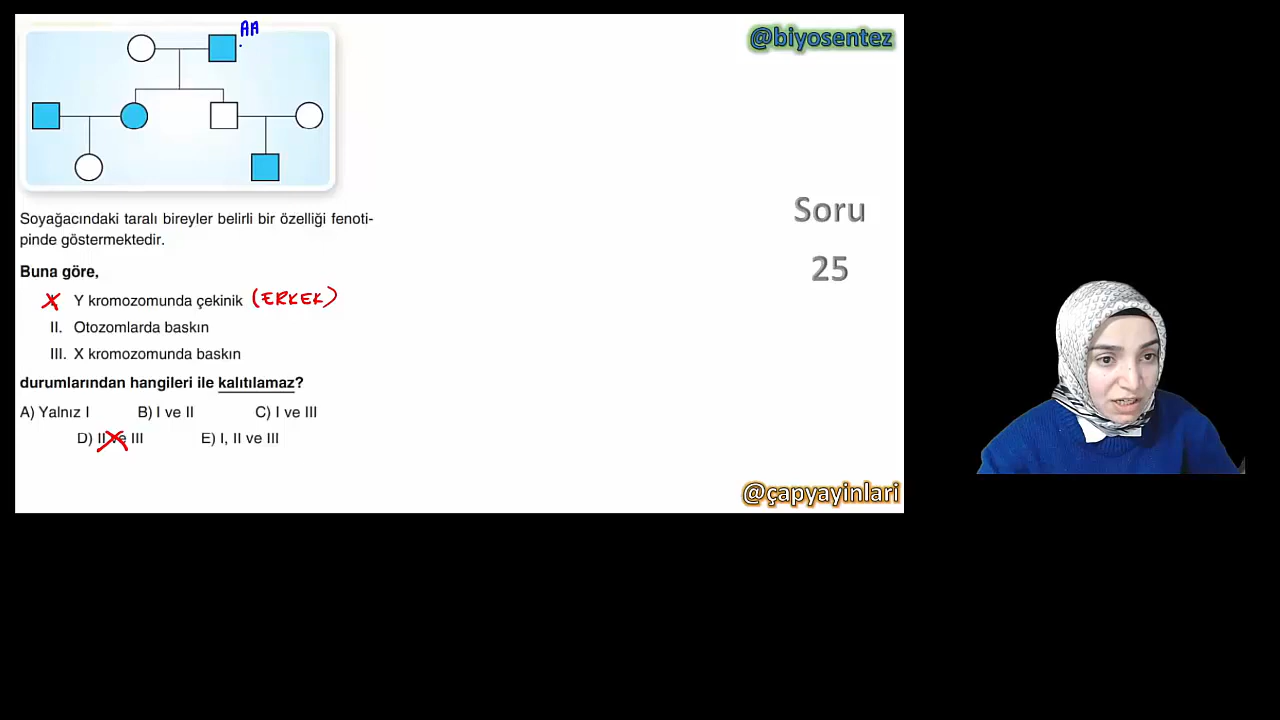 AA
@biyosentez
Soru
25
Soyağacındaki taralı bireyler belirli bir özelliği fenoti-
pinde göstermektedir.
Buna göre,
Y kromozomunda çekinik (ERKEK)
II. Otozomlarda baskın
III. X kromozomunda baskın
durumlarından hangileri ile kalıtılamaz?
A) Yalnız I B) I ve II C) I ve III
D) II ve III E) I, II ve III
@çapyayinlari